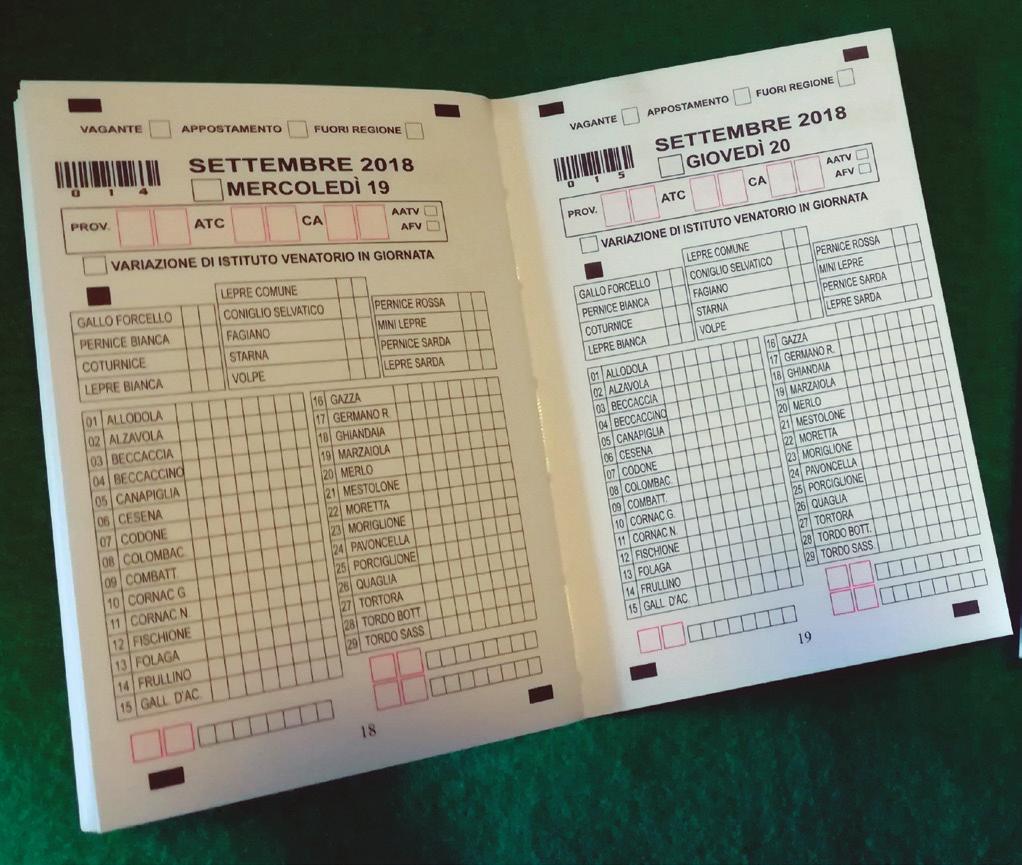 VAGANTE APPOSTAMENTO FUORI REGIONE
014
SETTEMBRE 2018
MERCOLEDÌ 19
PROV. ATC CA AATV
AFV
VARIAZIONE DI ISTITUTO VENATORIO IN GIORNATA
GALLO FORCELLO
PERNICE BIANCA
COTURNICE
LEPRE BIANCA
LEPRE COMUNE
CONIGLIO SELVATICO
FAGIANO
STARNA
VOLPE
PERNICE ROSSA
MINI LEPRE
PERNICE SARDA
LEPRE SARDA
01 ALLODOLA
02 ALZAVOLA
03 BECCACCIA
04 BECCACCINO
05 CANAPIGLIA
06 CESENA
07 CODONE
08 COLOMBAC
09 COMBATT
10 CORNAC G
11 CORNAC N.
12 FISCHIONE
13 FOLAGA
14 FRULLINO
15 GALL D'AC.
16 GAZZA
17 GERMANO R.
18 GHIANDAIA
19 MARZAIOLA
20 MERLO
21 MESTOLONE
22 MORETTA
23 MORIGLIONE
24 PAVONCELLA
25 PORCIGLIONE
26 QUAGLIA
27 TORTORA
28 TORDO BOTT
29 TORDO SASS
18
VAGANTE APPOSTAMENTO FUORI REGIONE
015
SETTEMBRE 2018
GIOVEDÌ 20
PROV. ATC CA AATV
AFV
VARIAZIONE DI ISTITUTO VENATORIO IN GIORNATA
GALLO FORCELLO
PERNICE BIANCA
COTURNICE
LEPRE BIANCA
LEPRE COMUNE
CONIGLIO SELVATICO
FAGIANO
STARNA
VOLPE
PERNICE ROSSA
MINI LEPRE
PERNICE SARDA
LEPRE SARDA
01 ALLODOLA
02 ALZAVOLA
03 BECCACCIA
04 BECCACCINO
05 CANAPIGLIA
06 CESENA
07 CODONE
08 COLOMBAC.
09 COMBATT.
10 CORNAC G.
11 CORNAC N.
12 FISCHIONE
13 FOLAGA
14 FRULLINO
15 GALL D'AC.
16 GAZZA
17 GERMANO R.
18 GHIANDAIA
19 MARZAIOLA
20 MERLO
21 MESTOLONE
22 MORETTA
23 MORIGLIONE
24 PAVONCELLA
25 PORCIGLIONE
26 QUAGLIA
27 TORTORA
28 TORDO BOTT.
29 TORDO SASS
19